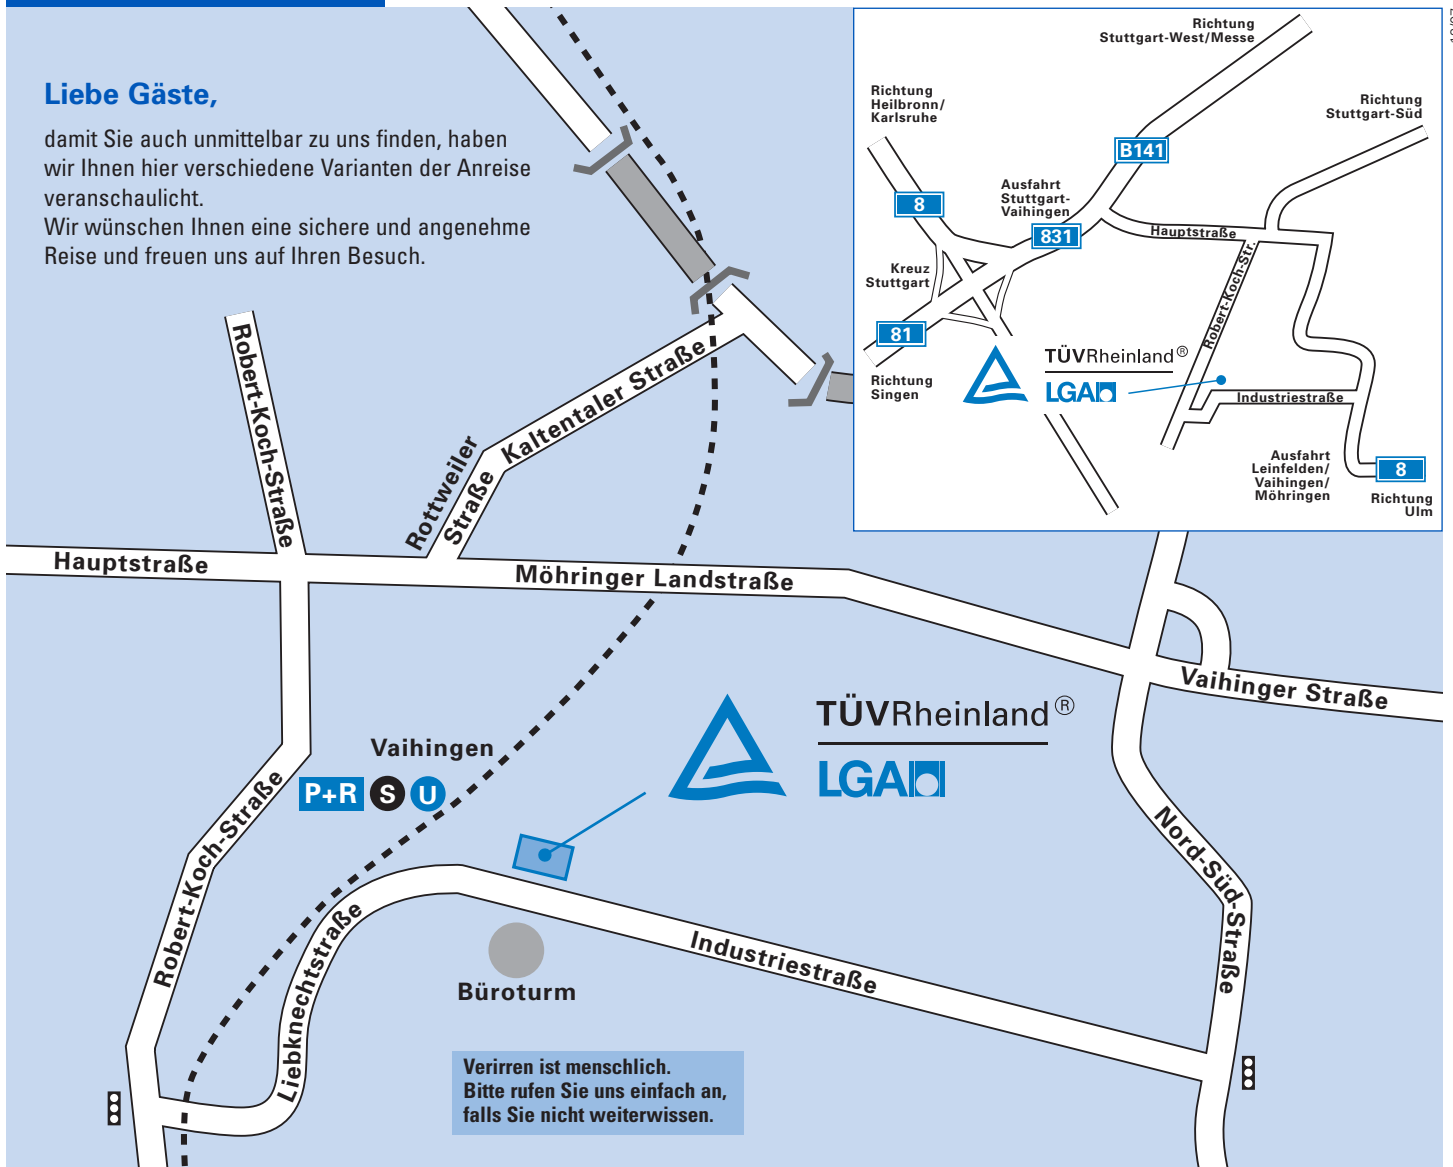 Liebe Gäste,
damit Sie auch unmittelbar zu uns finden, haben
wir Ihnen hier verschiedene Varianten der Anreise
veranschaulicht.
Wir wünschen Ihnen eine sichere und angenehme
Reise und freuen uns auf Ihren Besuch.
Richtung
Stuttgart-West/Messe
Richtung
Heilbronn/
Karlsruhe
Richtung
Stuttgart-Süd
B141
Ausfahrt
Stuttgart-
Vaihingen
8
831
Hauptstraße
Kreuz
Stuttgart
Robert-Koch-Str.
81
TÜVRheinland®
LGA
Richtung
Singen
Industriestraße
Ausfahrt
Leinfelden/
Vaihingen/
Möhringen
8
Richtung
Ulm
Robert-Koch-Straße
Kaltentaler Straße
Rottweiler
Straße
Hauptstraße
Möhringer Landstraße
Vaihinger Straße
TÜVRheinland®
LGA
Vaihingen
P+R S U
Robert-Koch-Straße
Nord-Süd-Straße
Liebknechtstraße
Industriestraße
Büroturm
Verirren ist menschlich.
Bitte rufen Sie uns einfach an,
falls Sie nicht weiterwissen.